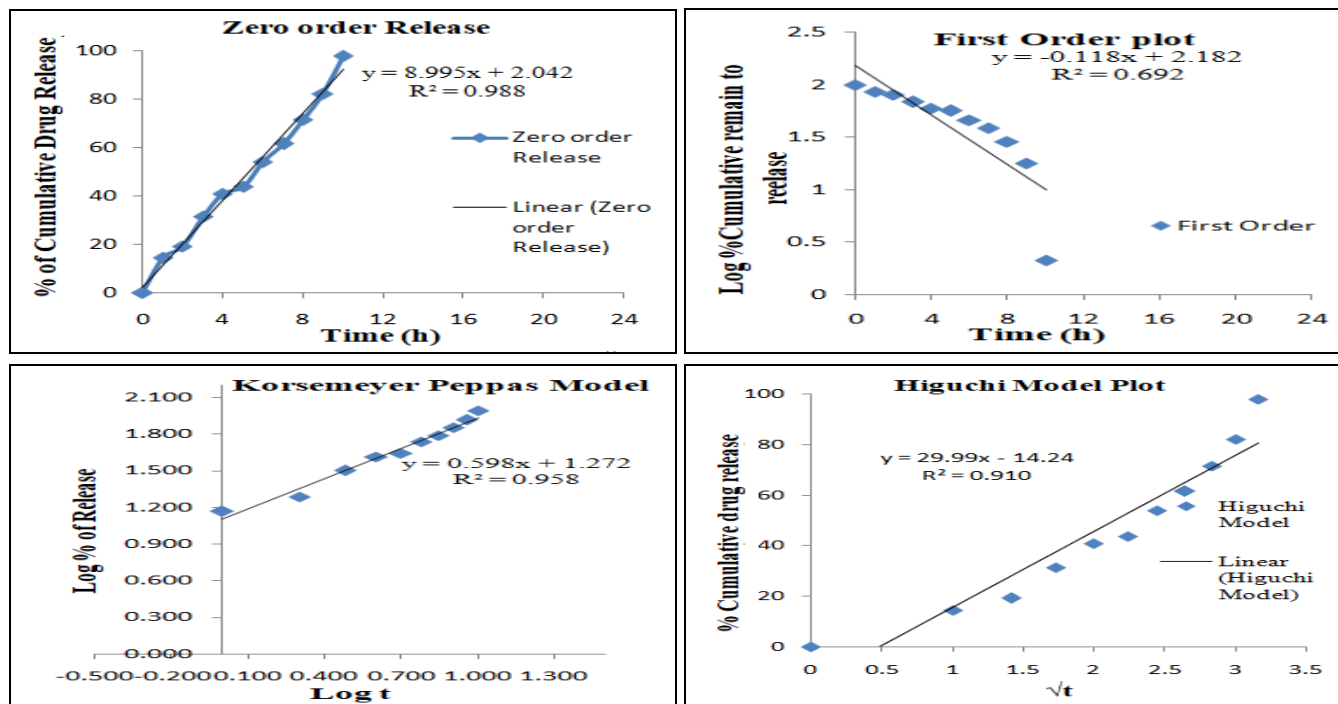 Zero order Release
y = 8.995x + 2.042
R² = 0.988
% of Cumulative Drug Release
100
80
60
40
20
0
Zero order
Release
Linear (Zero
order
Release)
0 4 8 12 16 20 24
Time (h)
First Order plot
y = -0.118x + 2.182
R² = 0.692
Log %Cumulative remain to
reelase
2.5
2
1.5
1
0.5
0
First Order
0 4 8 12 16 20 24
Time (h)
Korsemeyer Peppas Model
y = 0.598x + 1.272
R² = 0.958
Log % of Release
2.100
1.800
1.500
1.200
0.900
0.600
0.300
0.000
-0.500 -0.200 0.100 0.400 0.700 1.000 1.300
Log t
Higuchi Model Plot
y = 29.99x - 14.24
R² = 0.910
% Cumulative drug release
100
80
60
40
20
0
Higuchi
Model
Linear
(Higuchi
Model)
0 0.5 1 1.5 2 2.5 3 3.5
√t